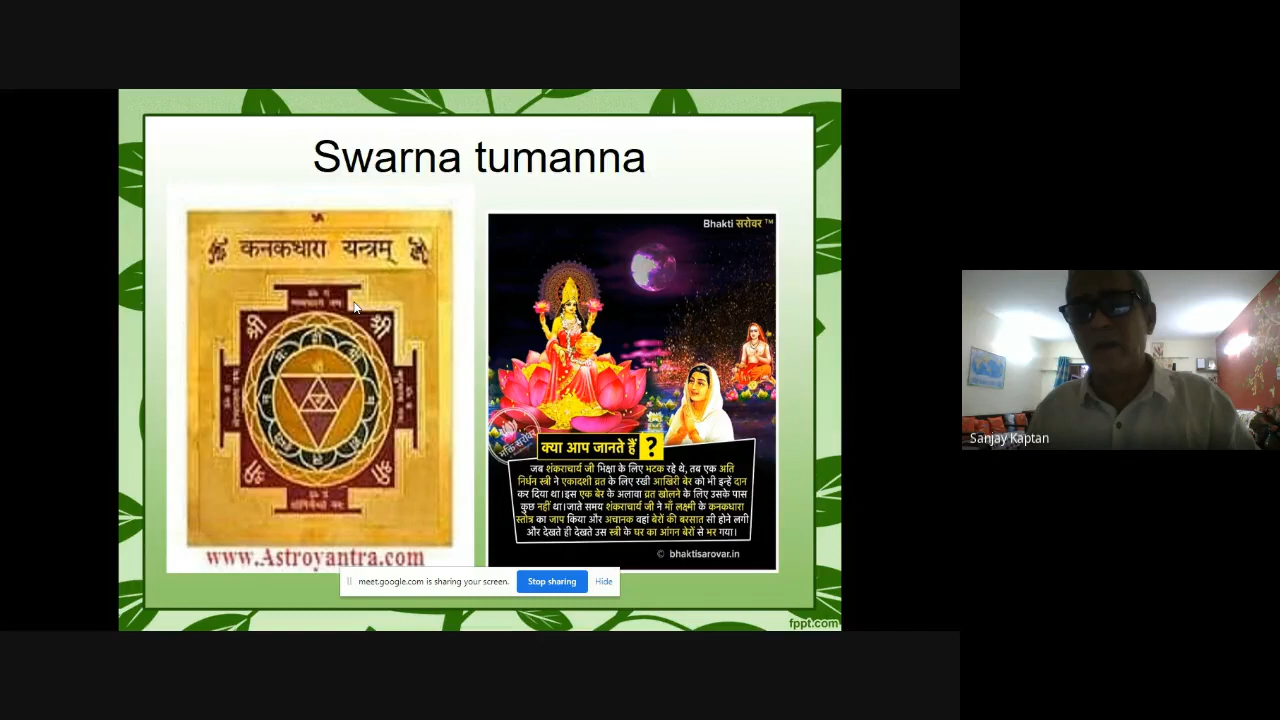 Swarna tumanna
कनकधारा यन्त्रम्
श्री
www.Astroyantra.com
Bhakti सरोवर ™
क्या आप जानते हैं ?
जब शंकराचार्य जी भिक्षा के लिए भटक रहे थे, तब एक अति
निर्धन स्त्री ने एकादशी व्रत के लिए रखी आखिरी बेर को भी इन्हें दान
कर दिया था।इस एक बेर के अलावा व्रत खोलने के लिए उसके पास
कुछ नहीं था।जाते समय शंकराचार्य जी ने माँ लक्ष्मी के कनकधारा
स्तोत्र का जाप किया और अचानक वहां बेरों की बरसात सी होने लगी
और देखते ही देखते उस स्त्री के घर का आंगन बेरों से भर गया।
© bhaktisarovar.in
meet.google.com is sharing your screen.
Stop sharing
Hide
fppt.com
Sanjay Kaptan